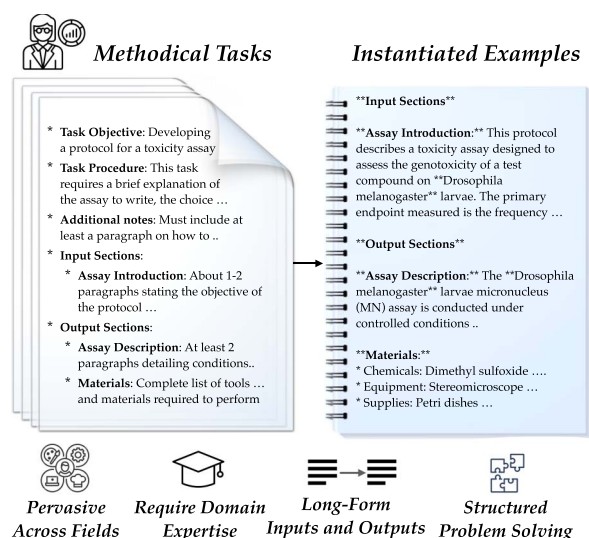 Methodical Tasks
* Task Objective: Developing
a protocol for a toxicity assay
* Task Procedure: This task
requires a brief explanation of
the assay to write, the choice …
* Additional notes: Must include at
least a paragraph on how to ..
* Input Sections:
* Assay Introduction: About 1-2
paragraphs stating the objective of
the protocol …
* Output Sections:
* Assay Description: At least 2
paragraphs detailing conditions..
* Materials: Complete list of tools …
and materials required to perform
Instantiated Examples
**Input Sections**
**Assay Introduction:** This protocol
describes a toxicity assay designed to
assess the genotoxicity of a test
compound on **Drosophila
melanogaster** larvae. The primary
endpoint measured is the frequency …
**Output Sections**
**Assay Description:** The **Drosophila
melanogaster** larvae micronucleus
(MN) assay is conducted under
controlled conditions ..
**Materials:**
* Chemicals: Dimethyl sulfoxide ….
* Equipment: Stereomicroscope …
* Supplies: Petri dishes …
Pervasive
Across Fields
Require Domain
Expertise
Long-Form
Inputs and Outputs
Structured
Problem Solving